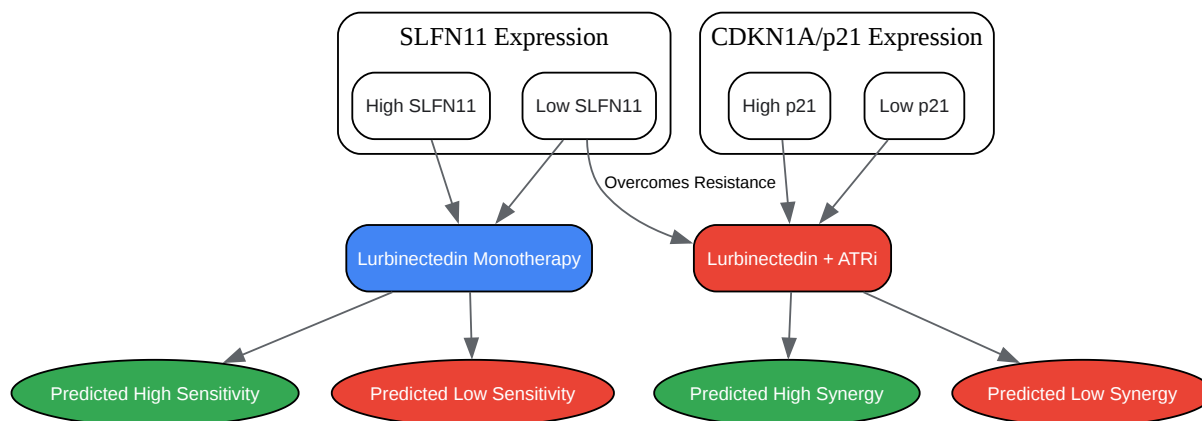 SLFN11 Expression
CDKN1A/p21 Expression
High SLFN11
Low SLFN11
High p21
Low p21
Overcomes Resistance
Lurbinectedin Monotherapy
Lurbinectedin + ATRi
Predicted High Sensitivity
Predicted Low Sensitivity
Predicted High Synergy
Predicted Low Synergy